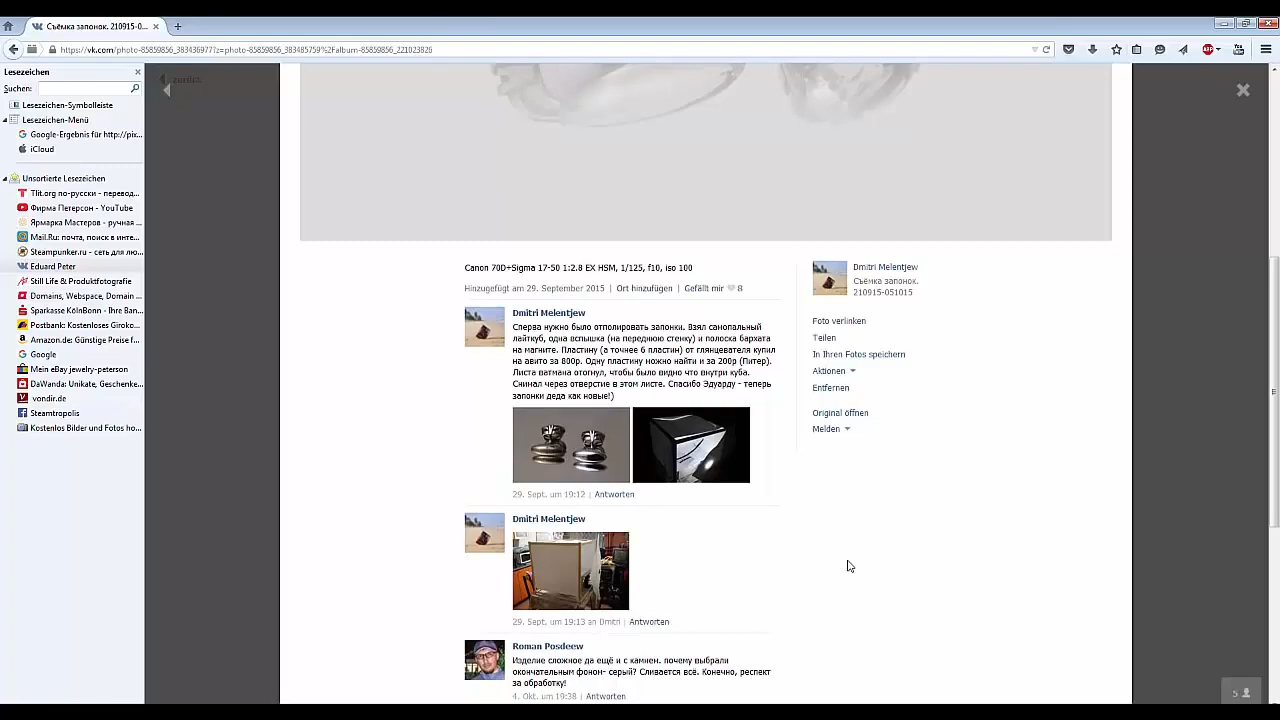 Съёмка запонок. 210915-0...
https://vk.com/photo-85859856_383436977?z=photo-85859856_383485759%2Falbum-85859856_221023826
Lesezeichen
Suchen:
Lesezeichen-Symbolleiste
Lesezeichen-Menü
Google-Ergebnis für http://pix...
iCloud
Unsortierte Lesezeichen
Tlit.org по-русски - перевод...
Фирма Петерсон - YouTube
Ярмарка Мастеров - ручная ...
Mail.Ru: почта, поиск в инте...
Steampunker.ru - сеть для лю...
Eduard Peter
Still Life & Produktfotografie
Domains, Webspace, Domain ...
Sparkasse KölnBonn - Ihre Ban...
Postbank: Kostenloses Giroko...
Amazon.de: Günstige Preise f...
Google
Mein eBay jewelry-peterson
DaWanda: Unikate, Geschenke...
vondir.de
Steamtropolis
Kostenlos Bilder und Fotos ho...
zurück
Canon 70D+Sigma 17-50 1:2.8 EX HSM, 1/125, f10, iso 100
Hinzugefügt am 29. September 2015 | Ort hinzufügen | Gefällt mir 8
Dmitri Melentjew
Сперва нужно было отполировать запонки. Взял санопальный
лайткуб, одна вспышка (на переднюю стенку) и полоска бархата
на магните. Пластину (а точнее 6 пластин) от глянцевателя купил
на авито за 800р. Одну пластину можно найти и за 200р (Питер).
Листа ватмана отогнул, чтобы было видно что внутри куба.
Снимал через отверстие в этом листе. Спасибо Эдуарду - теперь
запонки деда как новые!)
29. Sept. um 19:12 | Antworten
Dmitri Melentjew
29. Sept. um 19:13 an Dmitri | Antworten
Roman Posdeew
Изделие сложное да ещё и с камнем. почему выбрали
окончательным фоном- серый? Сливается всё. Конечно, респект
за обработку!
4. Okt. um 19:38 | Antworten
Dmitri Melentjew
Съёмка запонок.
210915-051015
Foto verlinken
Teilen
In Ihren Fotos speichern
Aktionen
Entfernen
Original öffnen
Melden
5